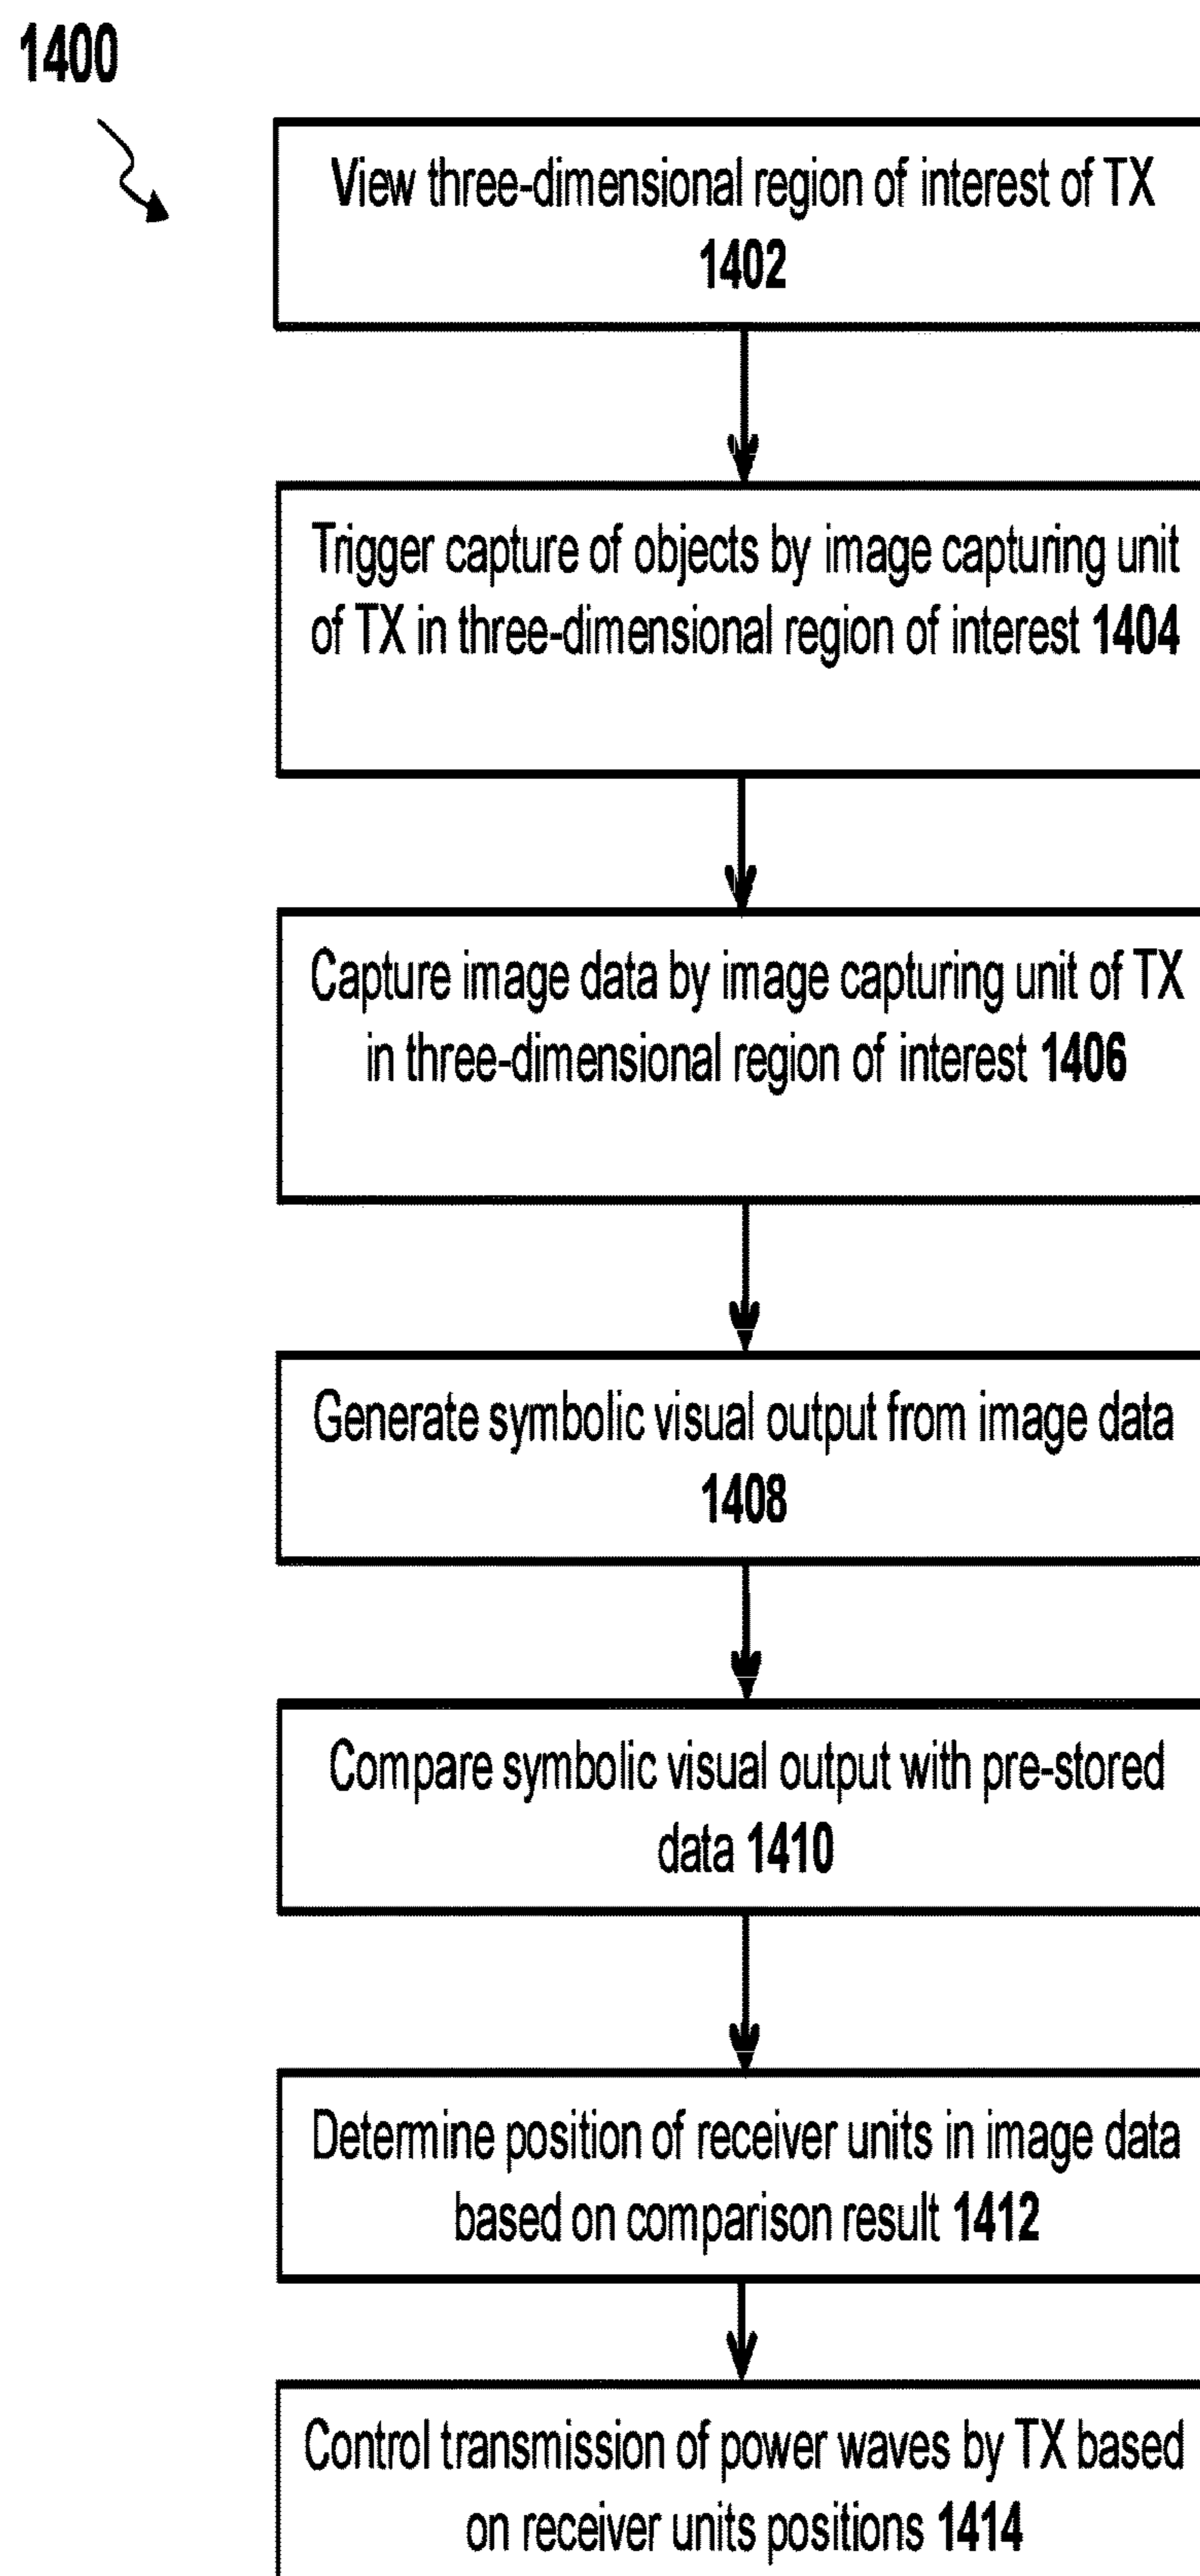 1400
View three-dimensional region of interest of TX
1402
Trigger capture of objects by image capturing unit
of TX in three-dimensional region of interest 1404
Capture image data by image capturing unit of TX
in three-dimensional region of interest 1406
Generate symbolic visual output from image data
1408
Compare symbolic visual output with pre-stored
data 1410
Determine position of receiver units in image data
based on comparison result 1412
Control transmission of power waves by TX based
on receiver units positions 1414